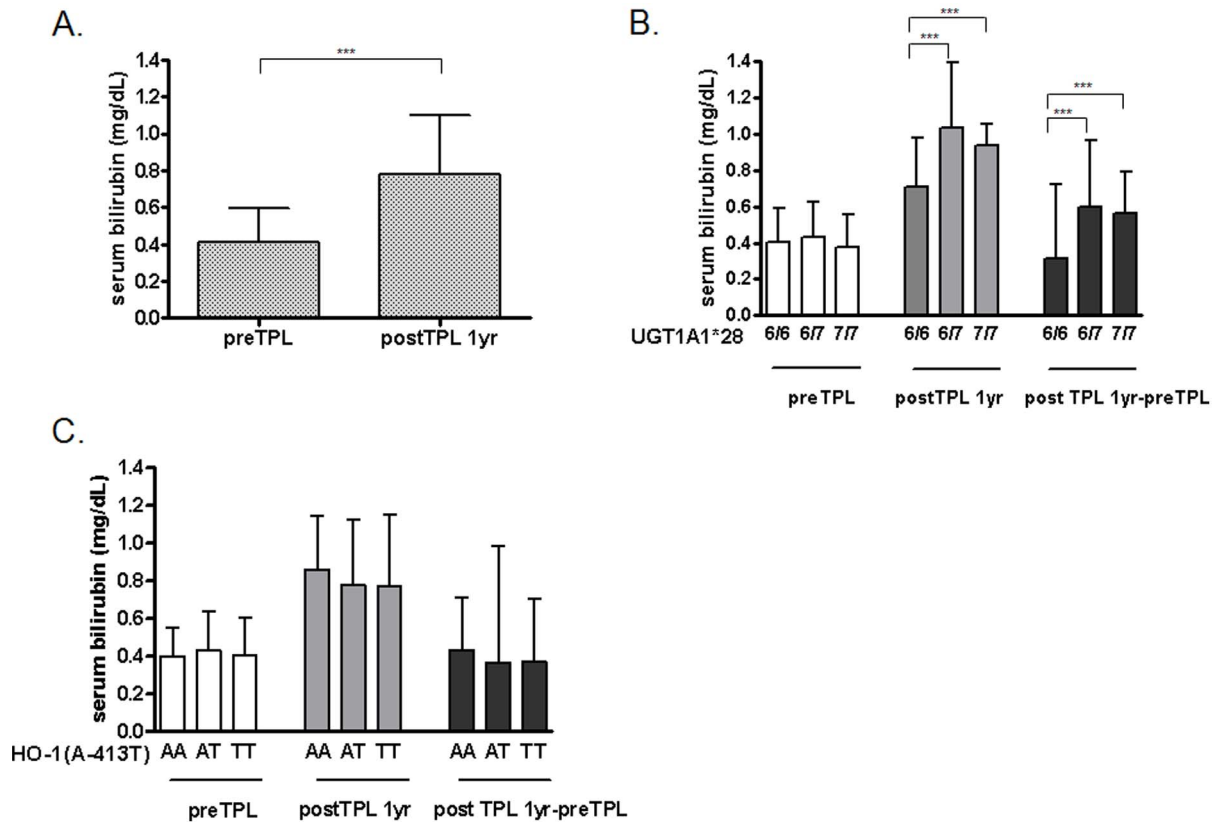 A.
***
serum bilirubin (mg/dL)
1.4
1.2
1.0
0.8
0.6
0.4
0.2
0.0
preTPL postTPL 1yr
B.
***
***
***
***
serum bilirubin (mg/dL)
1.4
1.2
1.0
0.8
0.6
0.4
0.2
0.0
UGT1A1*28 6/6 6/7 7/7 6/6 6/7 7/7 6/6 6/7 7/7
preTPL postTPL 1yr post TPL 1yr-preTPL
C.
serum bilirubin (mg/dL)
1.4
1.2
1.0
0.8
0.6
0.4
0.2
0.0
HO-1(A-413T) AA AT TT AA AT TT AA AT TT
preTPL postTPL 1yr post TPL 1yr-preTPL